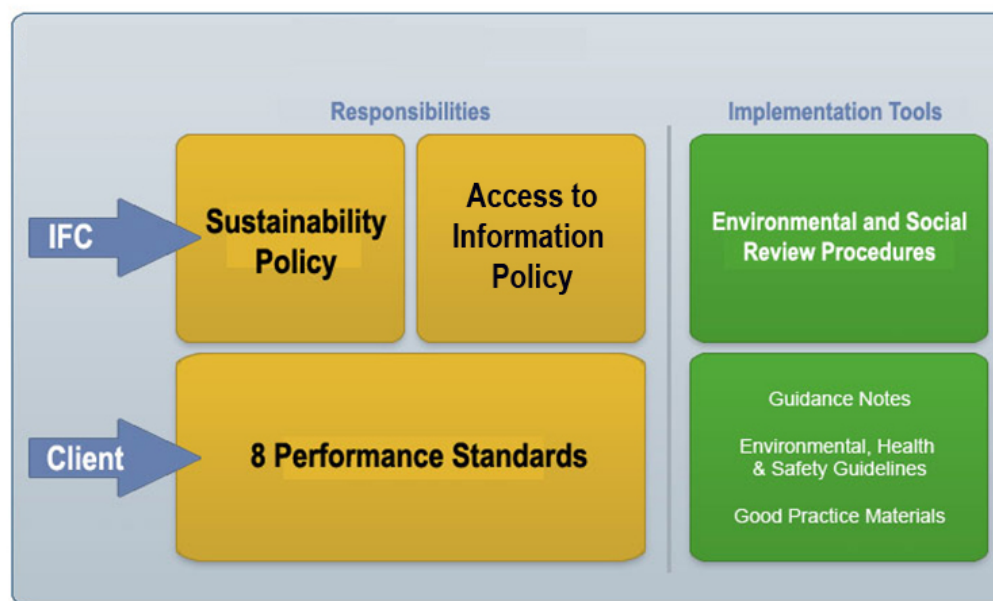 Responsibilities
Implementation Tools
IFC
Sustainability
Policy
Access to
Information
Policy
Environmental and Social
Review Procedures
Client
8 Performance Standards
Guidance Notes
Environmental, Health
& Safety Guidelines
Good Practice Materials